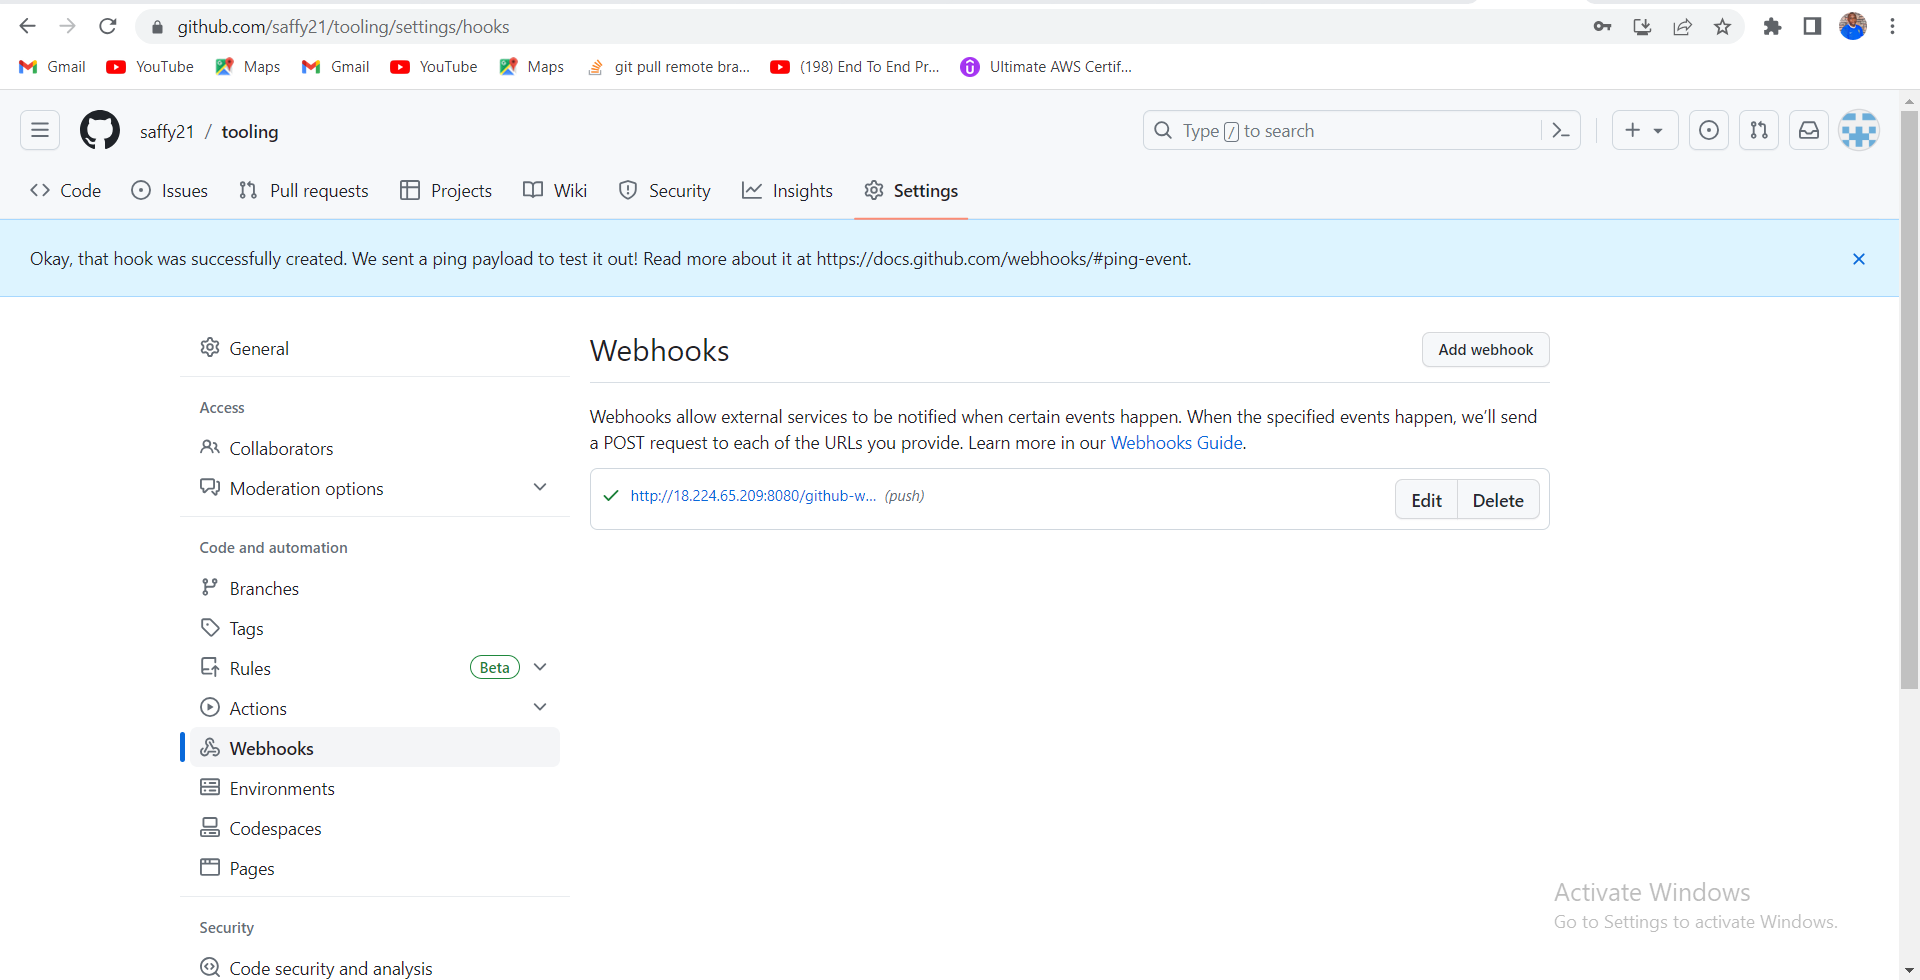 github.com/saffy21/tooling/settings/hooks
Gmail YouTube Maps Gmail YouTube Maps git pull remote bra... (198) End To End Pr... Ultimate AWS Certif...
saffy21 / tooling Type / to search
Code Issues Pull requests Projects Wiki Security Insights Settings
Okay, that hook was successfully created. We sent a ping payload to test it out! Read more about it at https://docs.github.com/webhooks/#ping-event.
General
Access
Collaborators
Moderation options
Code and automation
Branches
Tags
Rules Beta
Actions
Webhooks
Environments
Codespaces
Pages
Security
Code security and analysis
Webhooks Add webhook
Webhooks allow external services to be notified when certain events happen. When the specified events happen, we’ll send
a POST request to each of the URLs you provide. Learn more in our Webhooks Guide.
http://18.224.65.209:8080/github-w... (push) Edit Delete
Activate Windows
Go to Settings to activate Windows.